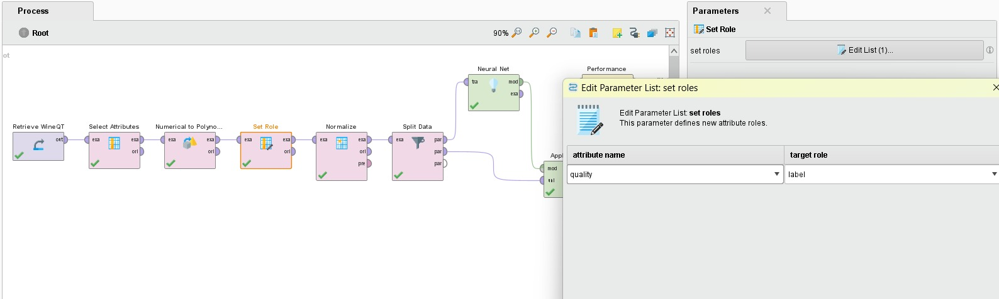 Process
Parameters
Root
90%
Set Role
set roles
Edit List (1)...
ot
Neural Net
Performance
tra
mod
exa
Edit Parameter List: set roles
Edit Parameter List: set roles
This parameter defines new attribute roles.
Retrieve WineQT
Select Attributes
Numerical to Polyno...
Set Role
Normalize
Split Data
out
exa
exa
ori
exa
exa
ori
exa
exa
ori
exa
exa
ori
pre
exa
par
par
par
Appl
mod
unl
attribute name
target role
quality
label